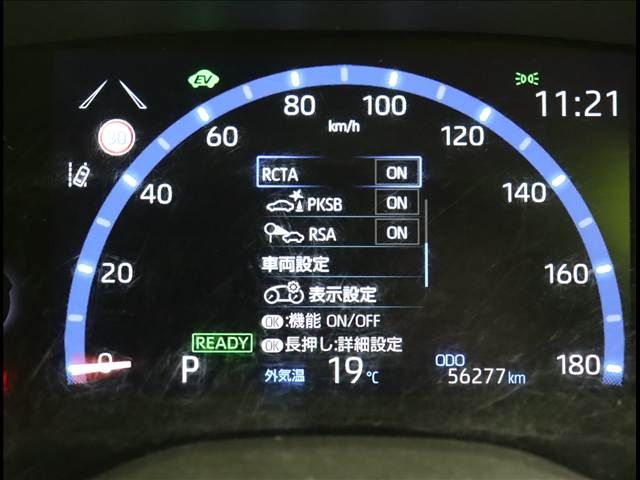 EV
80 100
11:21
km/h
60 120
30
RCTA ON
40 140
PKSB ON
RSA ON
車両設定
20 160
表示設定
OK:機能 ON/OFF
READY OK長押し:詳細設定
0 P 外気温 19℃ ODO 56277km 180